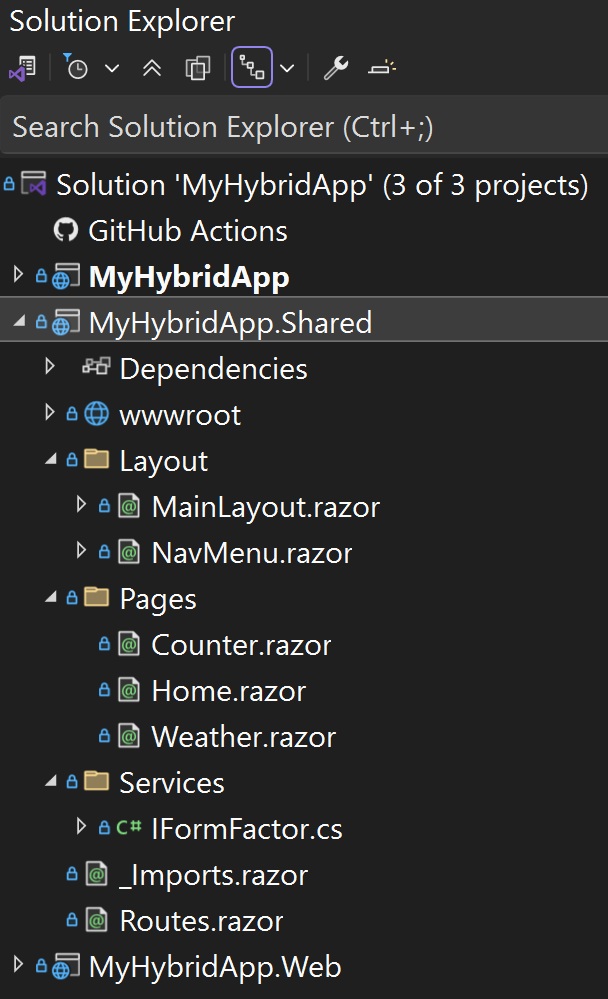 Solution Explorer
Search Solution Explorer (Ctrl+;)
Solution 'MyHybridApp' (3 of 3 projects)
GitHub Actions
MyHybridApp
MyHybridApp.Shared
Dependencies
wwwroot
Layout
MainLayout.razor
NavMenu.razor
Pages
Counter.razor
Home.razor
Weather.razor
Services
C# IFormFactor.cs
_Imports.razor
Routes.razor
MyHybridApp.Web